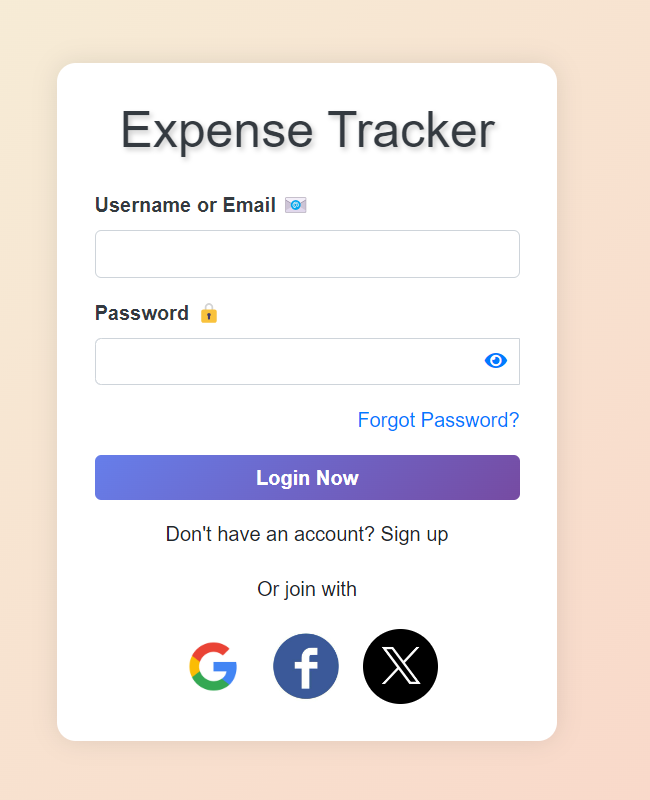 Expense Tracker
Username or Email
Password
Forgot Password?
Login Now
Don't have an account? Sign up
Or join with